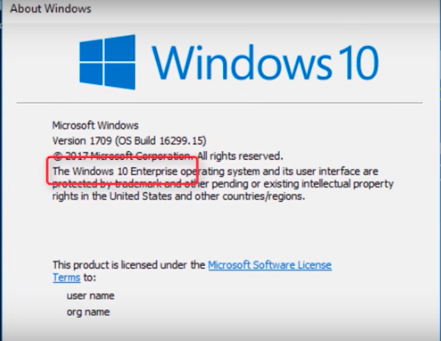 About Windows
Windows 10
Microsoft Windows
Version 1709 (OS Build 16299.15)
© 2017 Microsoft Corporation. All rights reserved.
The Windows 10 Enterprise operating system and its user interface are
protected by trademark and other pending or existing intellectual property
rights in the United States and other countries/regions.
This product is licensed under the Microsoft Software License
Terms to:
user name
org name